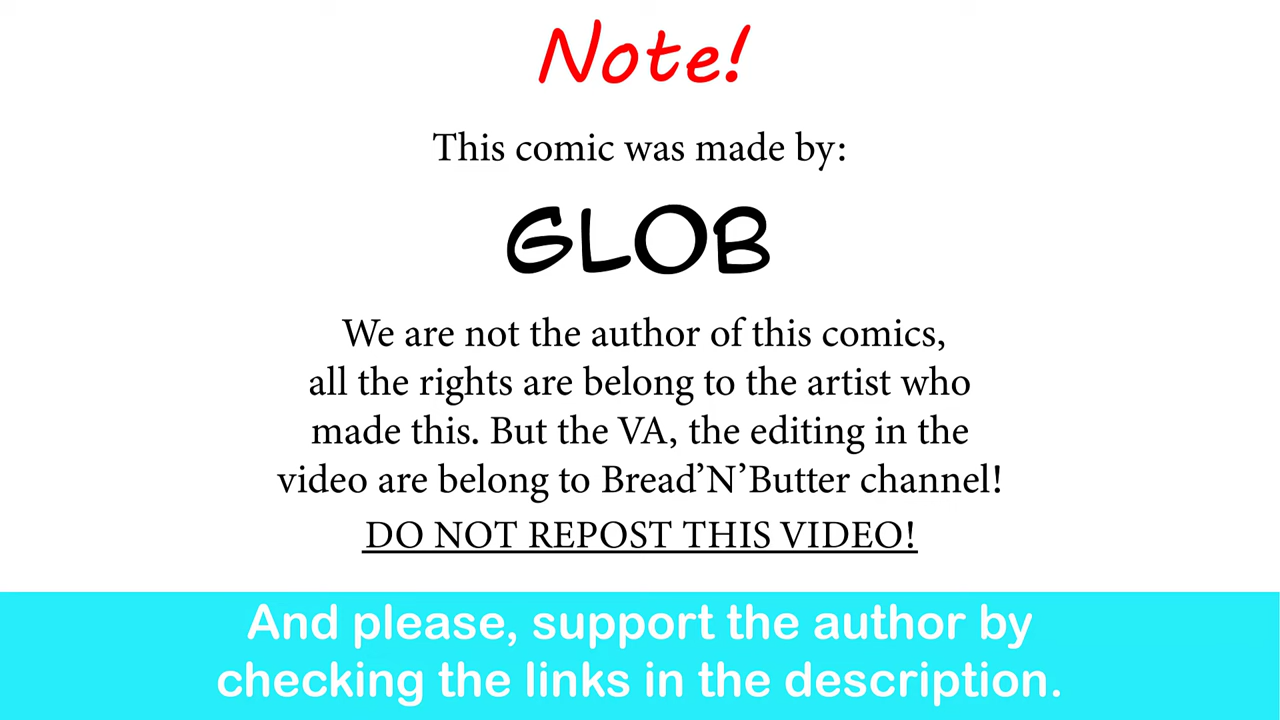 Note!
This comic was made by:
GLOB
We are not the author of this comics,
all the rights are belong to the artist who
made this. But the VA, the editing in the
video are belong to Bread’N’Butter channel!
DO NOT REPOST THIS VIDEO!
And please, support the author by
checking the links in the description.